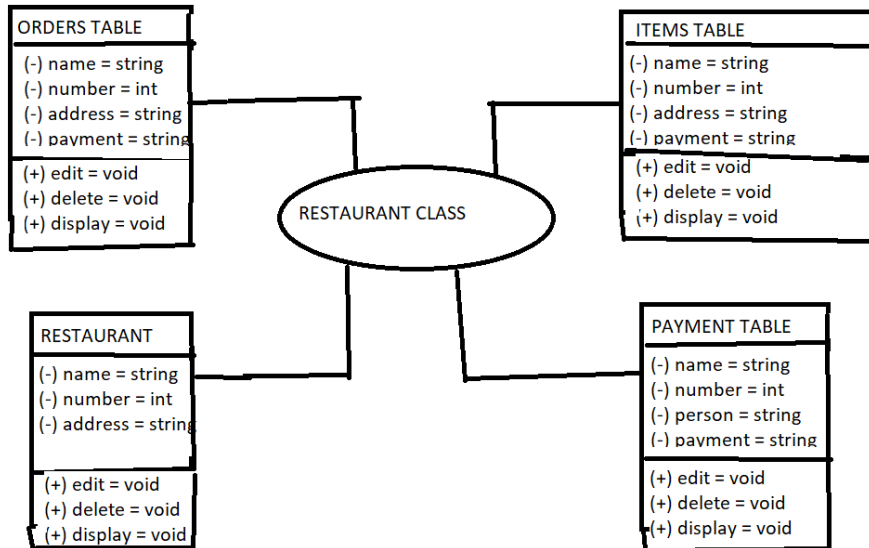 ORDERS TABLE
(-) name = string
(-) number = int
(-) address = string
(-) payment = string
(+) edit = void
(+) delete = void
(+) display = void
ITEMS TABLE
(-) name = string
(-) number = int
(-) address = string
(-) payment = string
(+) edit = void
(+) delete = void
(+) display = void
RESTAURANT CLASS
RESTAURANT
(-) name = string
(-) number = int
(-) address = string
(+) edit = void
(+) delete = void
(+) display = void
PAYMENT TABLE
(-) name = string
(-) number = int
(-) person = string
(-) payment = string
(+) edit = void
(+) delete = void
(+) display = void